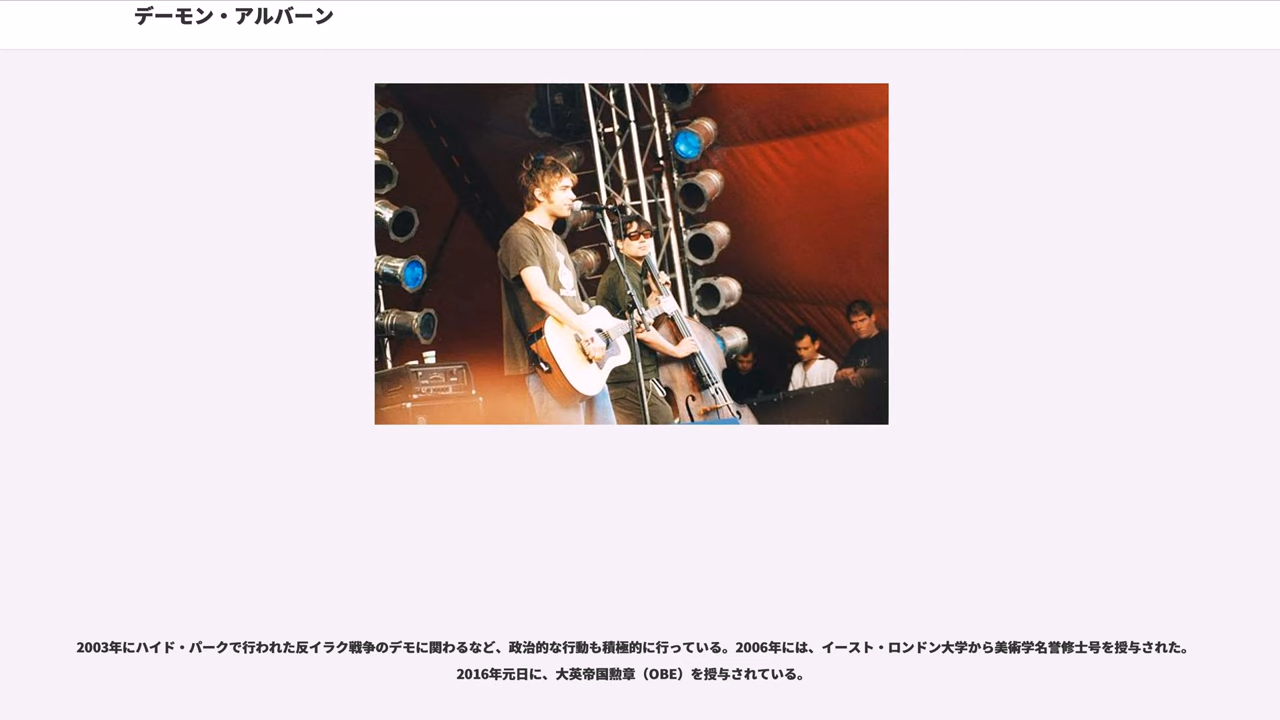 デーモン・アルバーン
2003年にハイド・パークで行われた反イラク戦争のデモに関わるなど、政治的な行動も積極的に行っている。2006年には、イースト・ロンドン大学から美術学名誉修士号を授与された。
2016年元日に、大英帝国勲章（OBE）を授与されている。